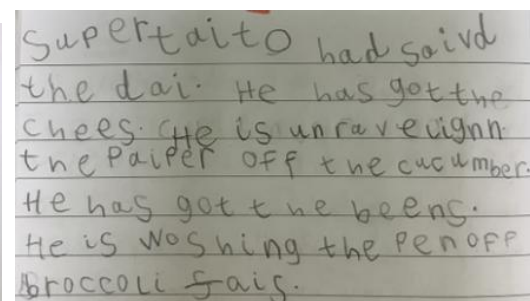 Supertaito had saivd
the dai. He has got the
chees. He is unravelignn
the Paiper off the cucumber.
He has got the beens.
He is woshing the Pen off
broccoli fais.